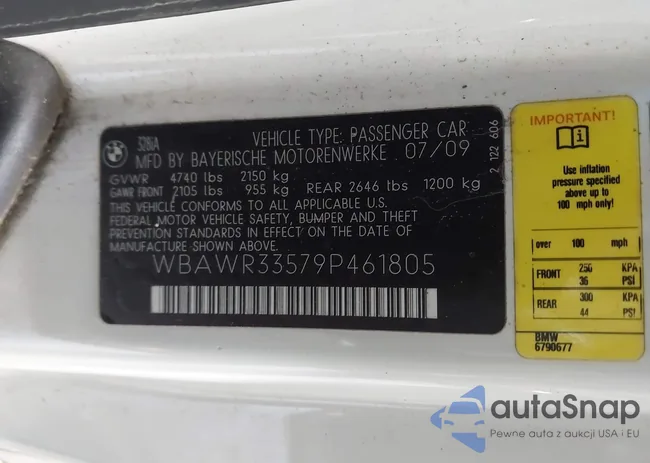 BMW
328iA
VEHICLE TYPE: PASSENGER CAR
MFD BY BAYERISCHE MOTORENWERKE 07/09
GVWR 4740 lbs 2150 kg
GAWR FRONT 2105 lbs 955 kg REAR 2646 lbs 1200 kg
THIS VEHICLE CONFORMS TO ALL APPLICABLE
FEDERAL MOTOR VEHICLE SAFETY, BUMPER AND THEFT
PREVENTION STANDARDS IN EFFECT ON THE DATE OF
MANUFACTURE SHOWN ABOVE.
WBAWR33579P461805
2 122 606
IMPORTANT!
Use inflation
pressure specified
above up to
100 mph only!
over 100 mph
FRONT 250 KPA
36 PSI
REAR 300 KPA
44 PSI
BMW
6790677
autaSnap
Pewne auta z aukcji USA i EU